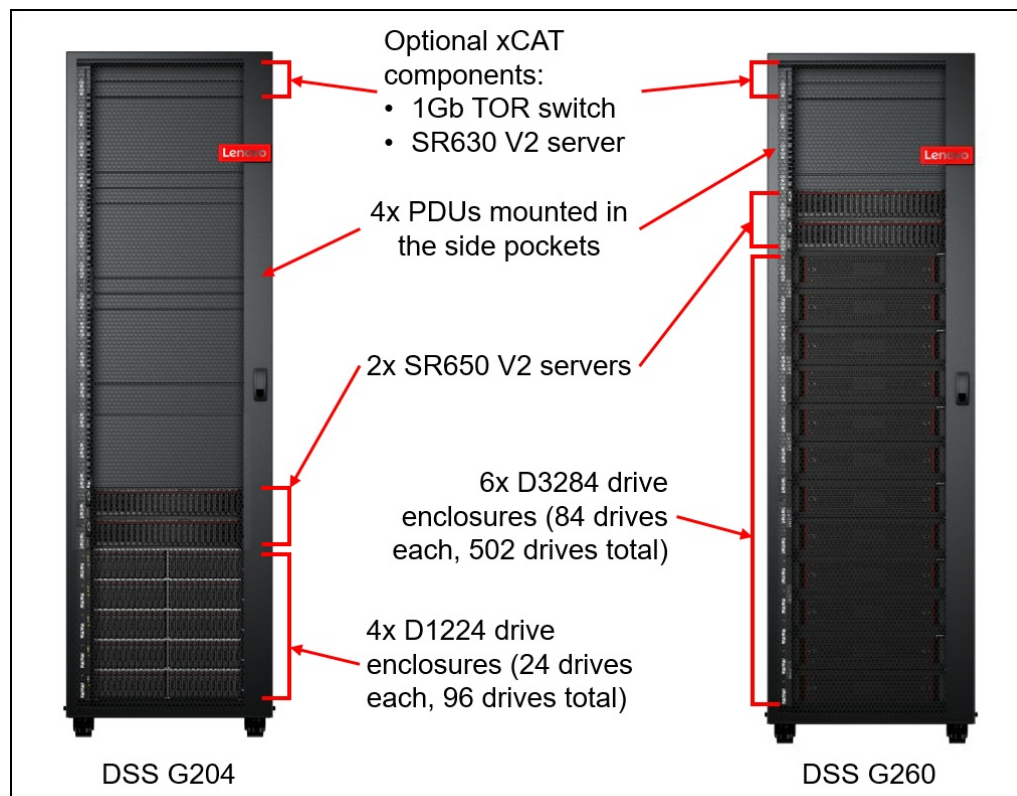 Optional xCAT
components:
• 1Gb TOR switch
• SR630 V2 server
Lenovo
Lenovo
4x PDUs mounted in
the side pockets
2x SR650 V2 servers
6x D3284 drive
enclosures (84 drives
each, 502 drives total)
4x D1224 drive
enclosures (24 drives
each, 96 drives total)
DSS G204
DSS G260